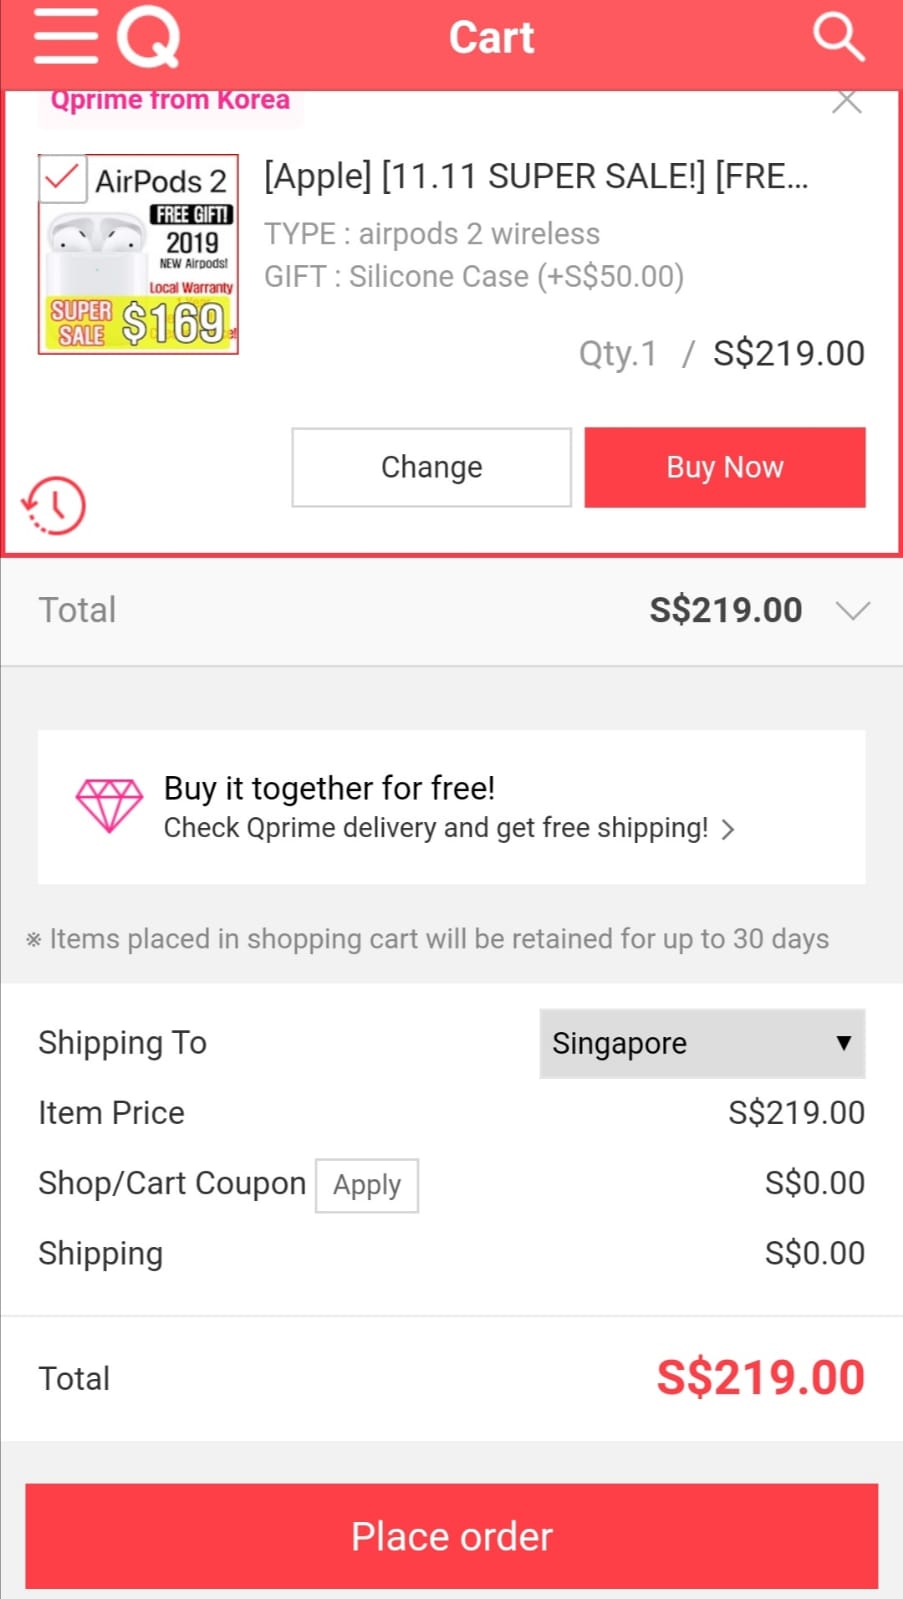 Q Cart
Qprime from Korea
AirPods 2
FREE GIFT!
2019
NEW Airpods!
Local Warranty
SUPER
SALE $169
[Apple] [11.11 SUPER SALE!] [FRE...
TYPE : airpods 2 wireless
GIFT : Silicone Case (+S$50.00)
Qty.1 / S$219.00
Change
Buy Now
Total S$219.00
Buy it together for free!
Check Qprime delivery and get free shipping! >
※ Items placed in shopping cart will be retained for up to 30 days
Shipping To Singapore ▼
Item Price S$219.00
Shop/Cart Coupon Apply S$0.00
Shipping S$0.00
Total S$219.00
Place order